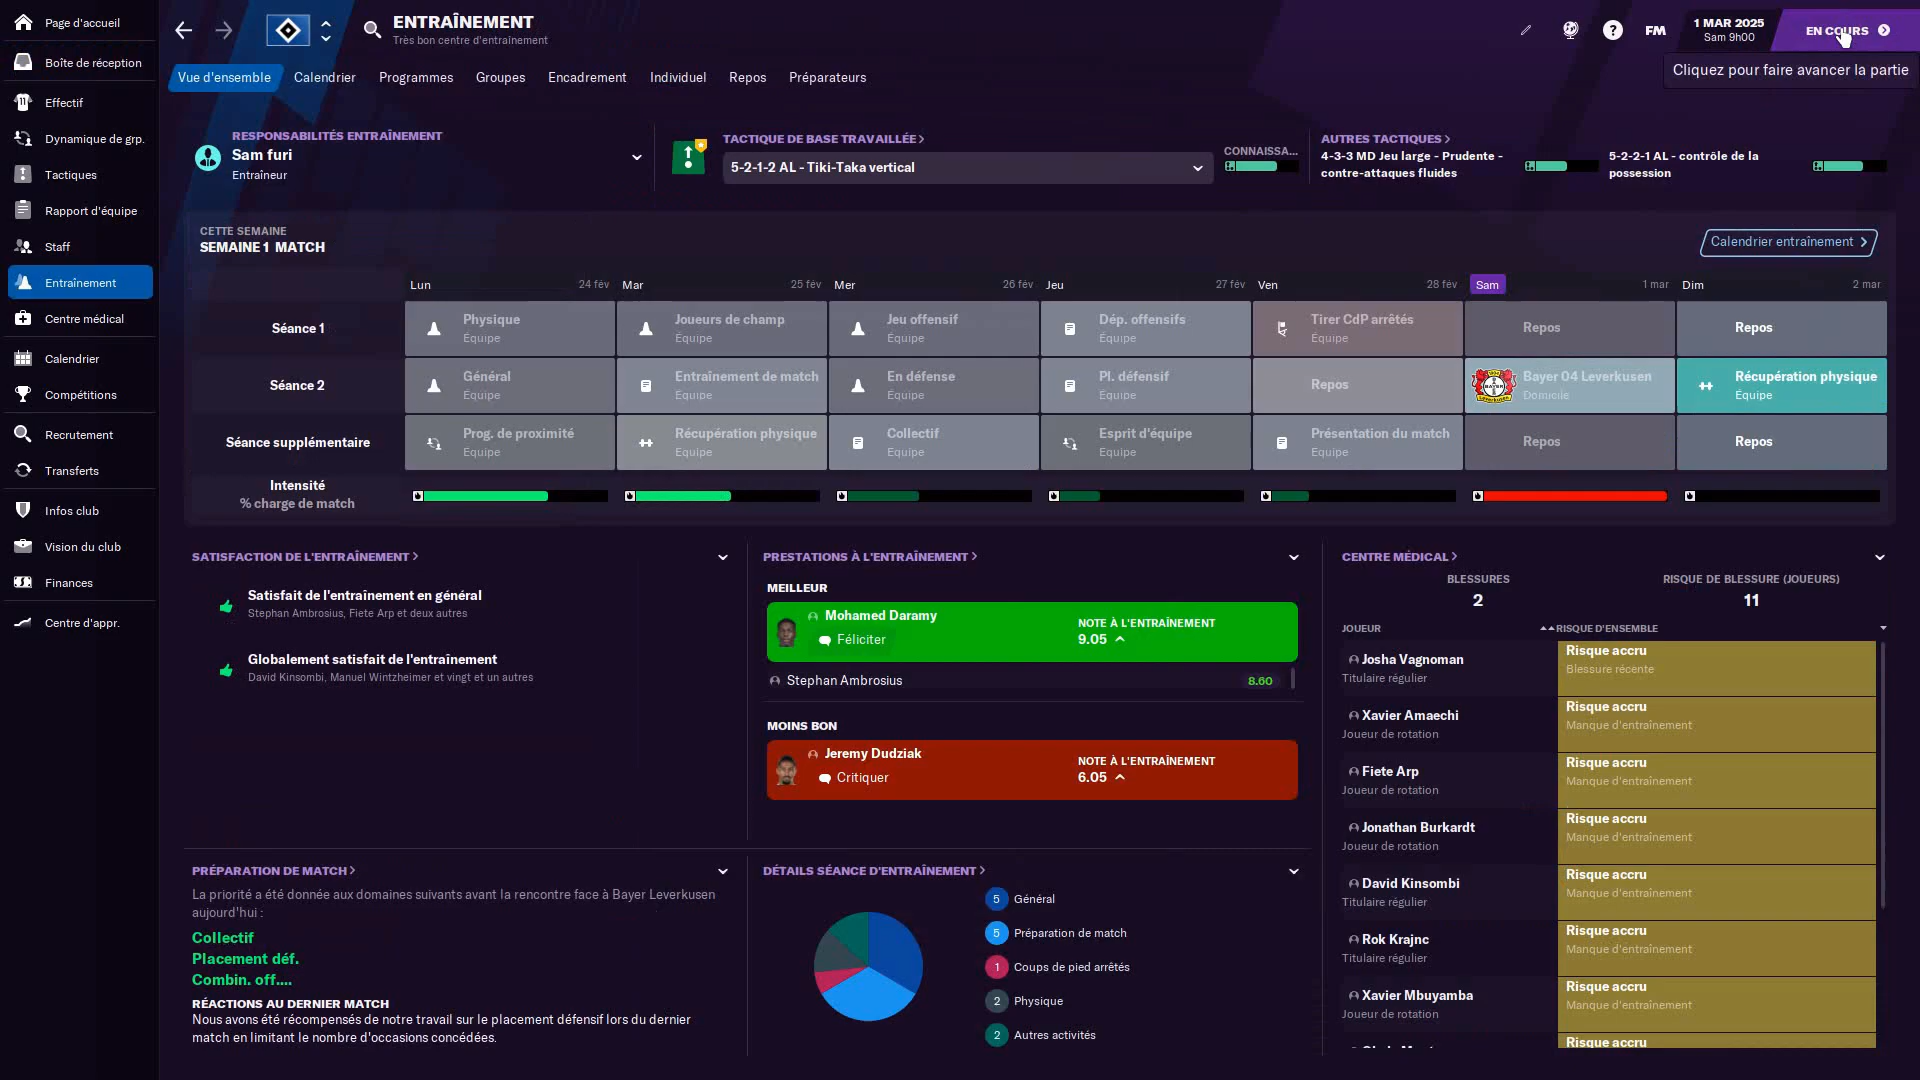 Page d'accueil
Boîte de réception
Effectif
Dynamique de grp.
Tactiques
Rapport d'équipe
Staff
Entraînement
Centre médical
Calendrier
Compétitions
Recrutement
Transferts
Infos club
Vision du club
Finances
Centre d'appr.
ENTRAÎNEMENT
Très bon centre d'entraînement
FM
1 MAR 2025
Sam 9h00
EN COURS
Cliquez pour faire avancer la partie
Vue d'ensemble
Calendrier
Programmes
Groupes
Encadrement
Individuel
Repos
Préparateurs
RESPONSABILITÉS ENTRAÎNEMENT
Sam furi
Entraîneur
TACTIQUE DE BASE TRAVAILLÉE >
5-2-1-2 AL - Tiki-Taka vertical
CONNAISSA...
AUTRES TACTIQUES >
4-3-3 MD Jeu large - Prudente -
contre-attaques fluides
5-2-2-1 AL - contrôle de la
possession
CETTE SEMAINE
SEMAINE 1 MATCH
Calendrier entraînement >
Lun 24 fév
Mar 25 fév
Mer 26 fév
Jeu 27 fév
Ven 28 fév
Sam 1 mar
Dim 2 mar
Séance 1
Physique
Équipe
Joueurs de champ
Équipe
Jeu offensif
Équipe
Dép. offensifs
Équipe
Tirer CdP arrêtés
Équipe
Repos
Repos
Séance 2
Général
Équipe
Entraînement de match
Équipe
En défense
Équipe
Pl. défensif
Équipe
Repos
Bayer 04 Leverkusen
Domicile
Récupération physique
Équipe
Séance supplémentaire
Prog. de proximité
Équipe
Récupération physique
Équipe
Collectif
Équipe
Esprit d'équipe
Équipe
Présentation du match
Équipe
Repos
Repos
Intensité
% charge de match
SATISFACTION DE L'ENTRAÎNEMENT >
Satisfait de l'entraînement en général
Stephan Ambrosius, Fiete Arp et deux autres
Globalement satisfait de l'entraînement
David Kinsombi, Manuel Wintzheimer et vingt et un autres
PRESTATIONS À L'ENTRAÎNEMENT >
MEILLEUR
Mohamed Daramy
Féliciter
NOTE À L'ENTRAÎNEMENT
9.05
Stephan Ambrosius
8.60
MOINS BON
Jeremy Dudziak
Critiquer
NOTE À L'ENTRAÎNEMENT
6.05
CENTRE MÉDICAL >
BLESSURES
2
RISQUE DE BLESSURE (JOUEURS)
11
JOUEUR
RISQUE D'ENSEMBLE
Josha Vagnoman
Titulaire régulier
Risque accru
Blessure récente
Xavier Amaechi
Joueur de rotation
Risque accru
Manque d'entraînement
Fiete Arp
Joueur de rotation
Risque accru
Manque d'entraînement
Jonathan Burkardt
Joueur de rotation
Risque accru
Manque d'entraînement
David Kinsombi
Titulaire régulier
Risque accru
Manque d'entraînement
Rok Krajnc
Joueur de rotation
Risque accru
Manque d'entraînement
Xavier Mbuyamba
Joueur de rotation
Risque accru
Manque d'entraînement
Risque accru
PRÉPARATION DE MATCH >
La priorité a été donnée aux domaines suivants avant la rencontre face à Bayer Leverkusen
aujourd'hui :
Collectif
Placement déf.
Combin. off....
RÉACTIONS AU DERNIER MATCH
Nous avons été récompensés de notre travail sur le placement défensif lors du dernier
match en limitant le nombre d'occasions concédées.
DÉTAILS SÉANCE D'ENTRAÎNEMENT >
5 Général
5 Préparation de match
1 Coups de pied arrêtés
2 Physique
2 Autres activités